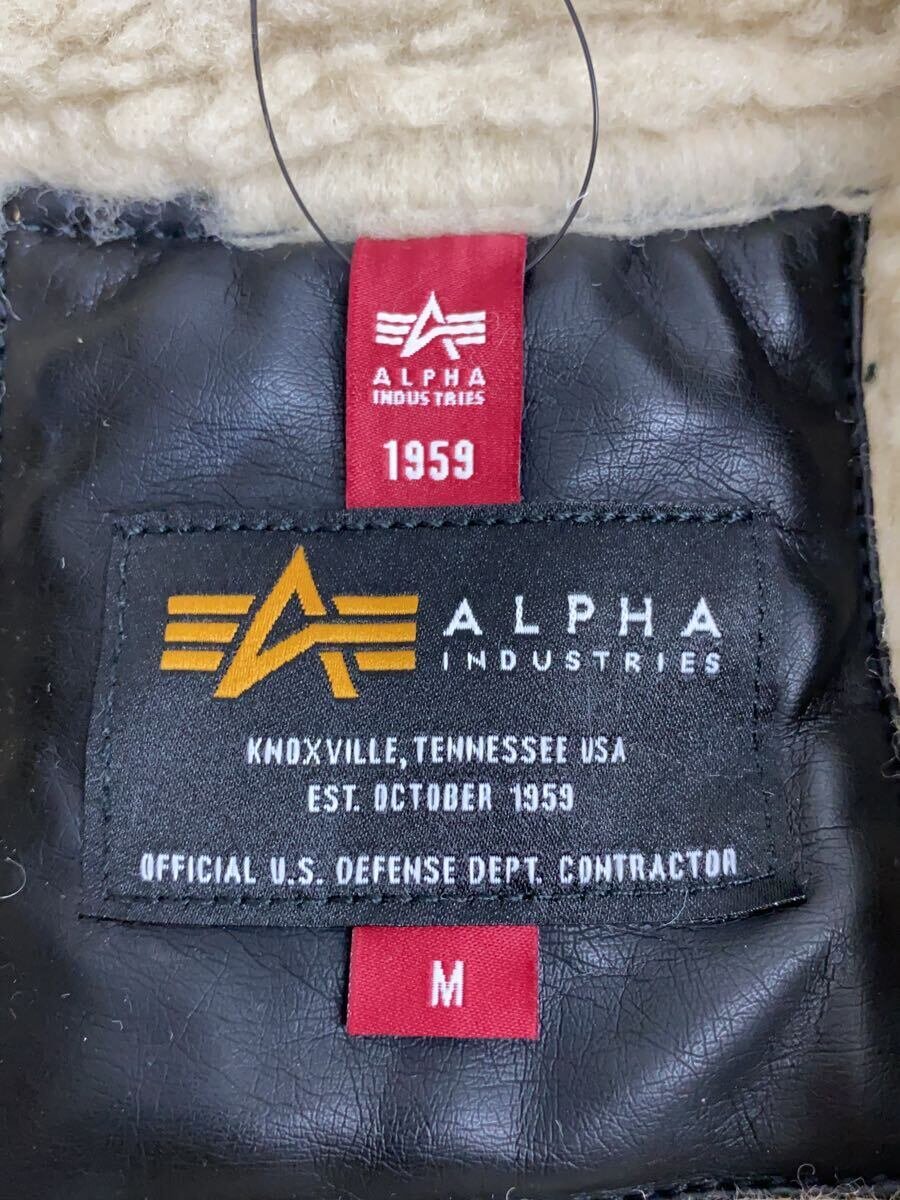 ALPHA
INDUSTRIES
1959
ALPHA
INDUSTRIES
KNOXVILLE, TENNESSEE USA
EST. OCTOBER 1959
OFFICIAL U.S. DEFENSE DEPT. CONTRACTOR
M